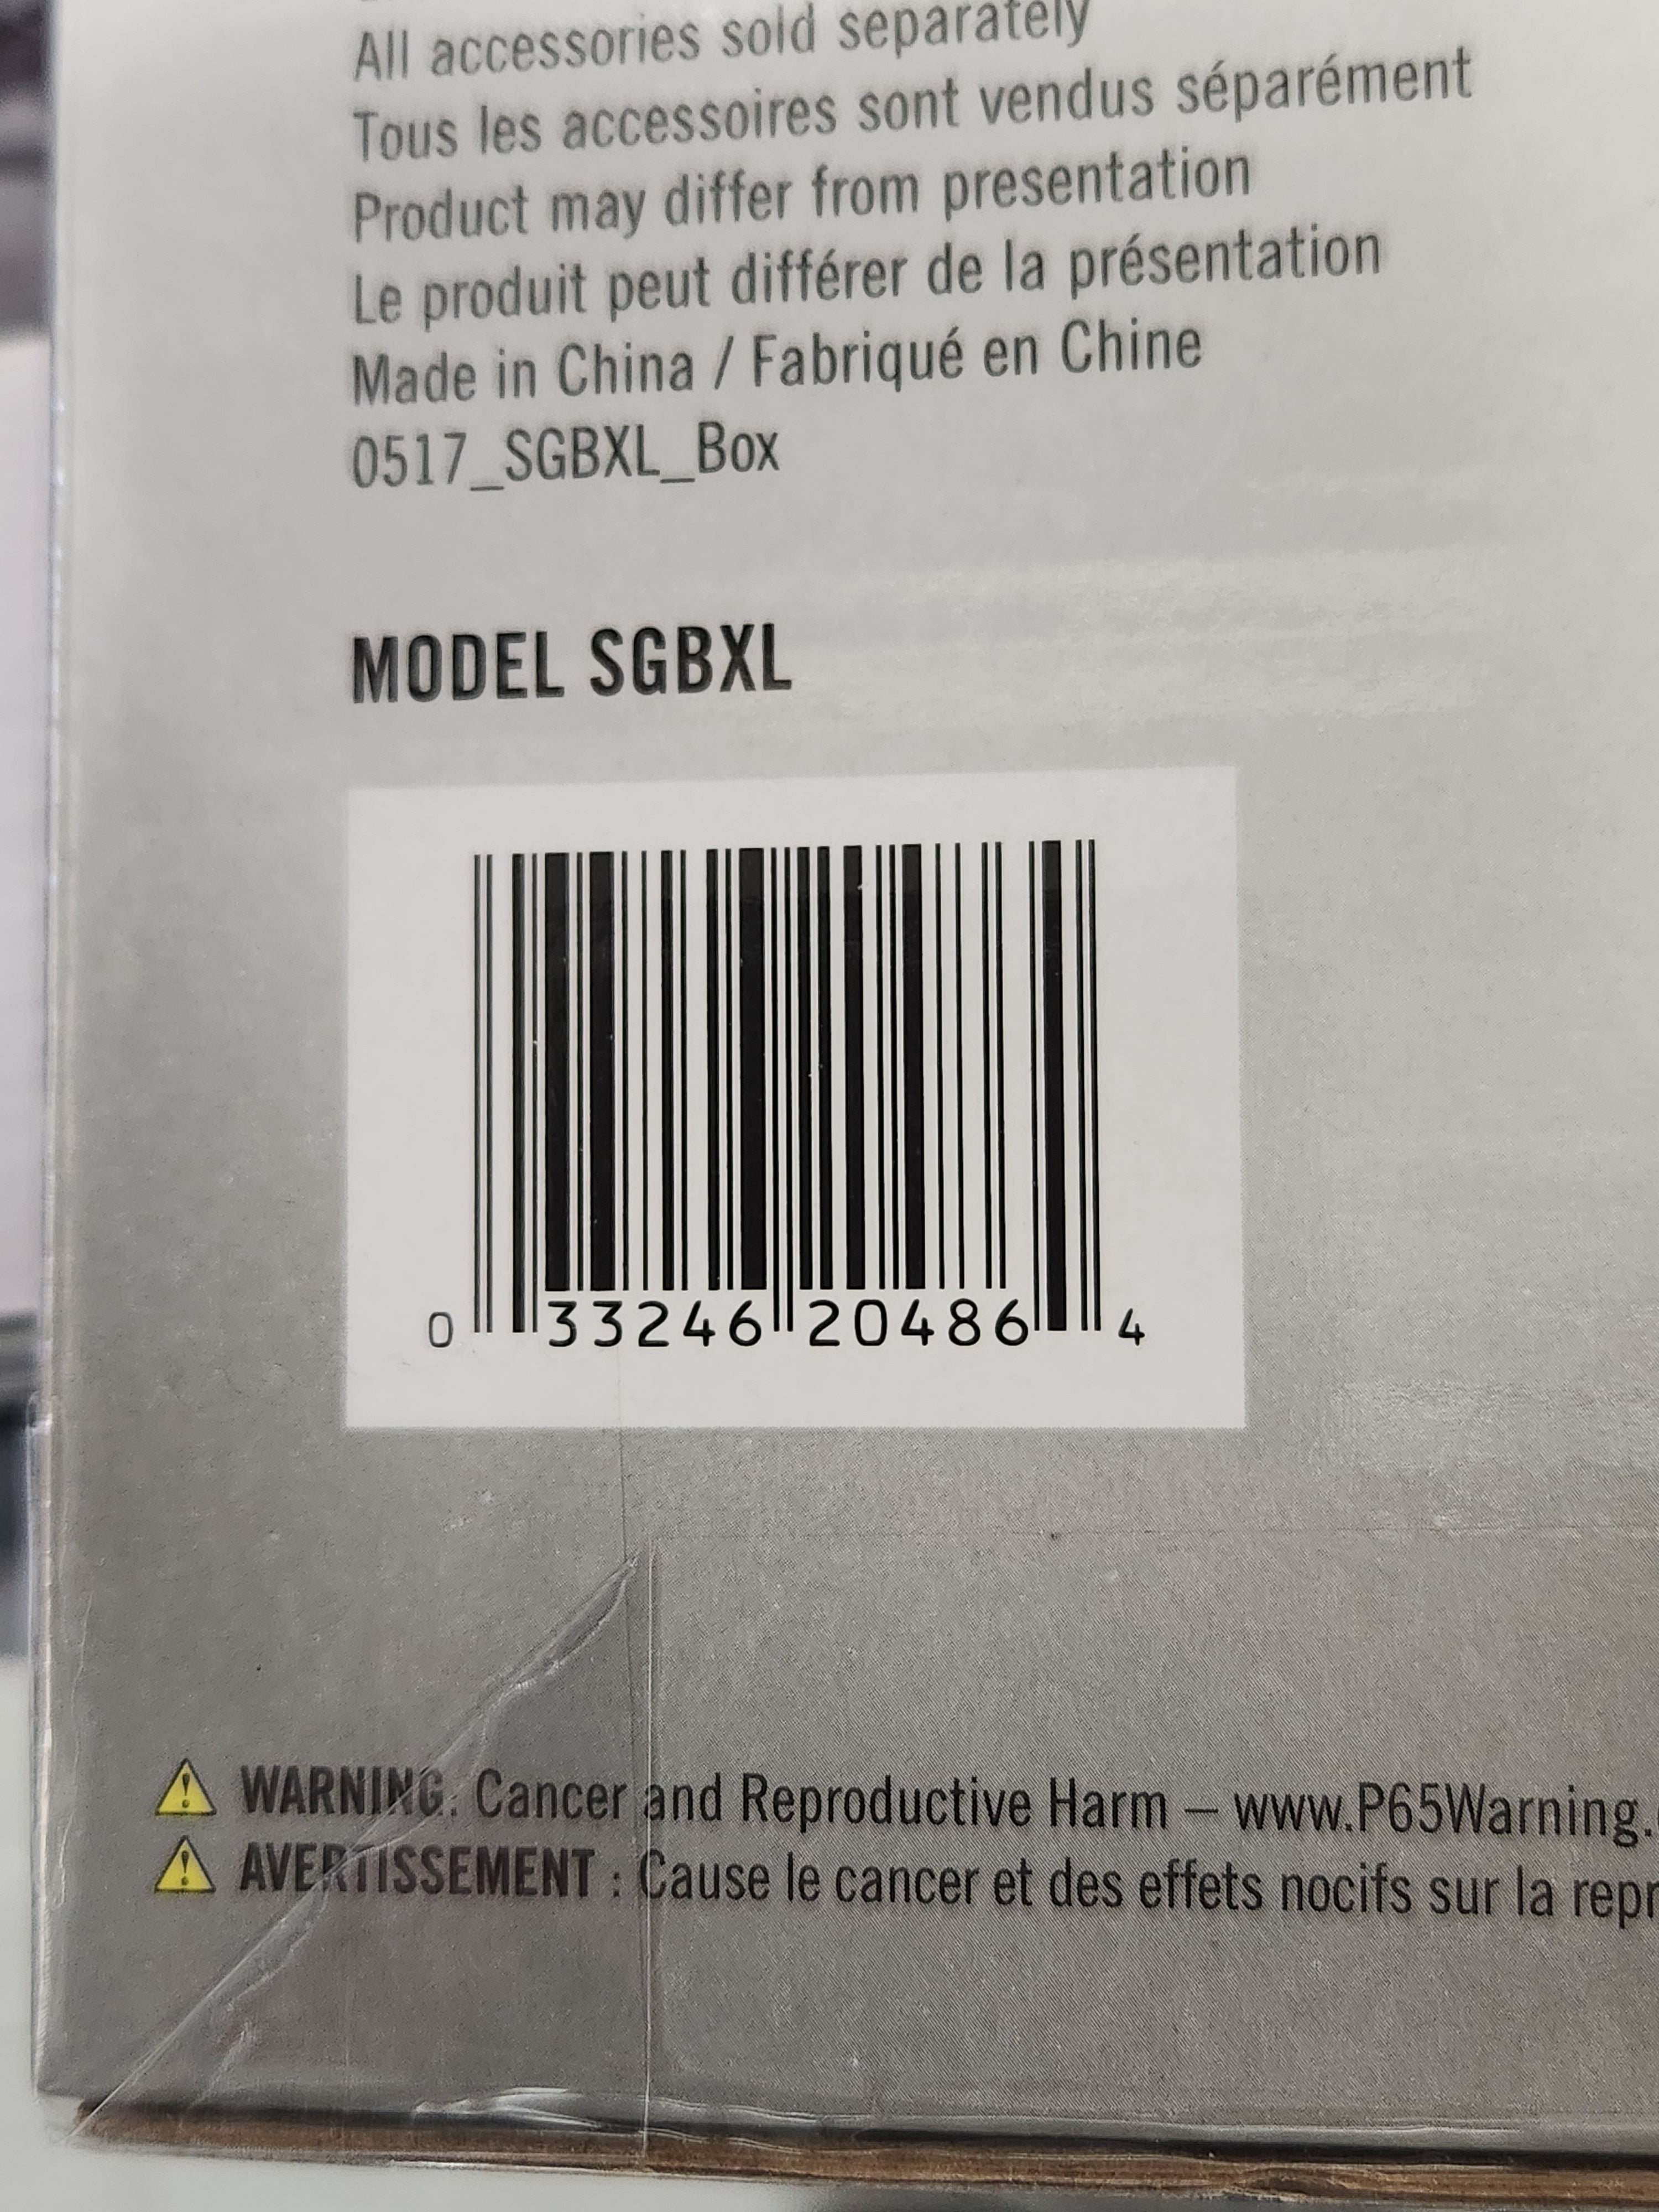 All accessories sold separately
Tous les accessoires sont vendus séparément
Product may differ from presentation
Le produit peut différer de la présentation
Made in China / Fabriqué en Chine
0517_SGBXL_Box
MODEL SGBXL
0 33246 20486 4
WARNING: Cancer and Reproductive Harm – www.P65Warning.
AVERTISSEMENT : Cause le cancer et des effets nocifs sur la repr